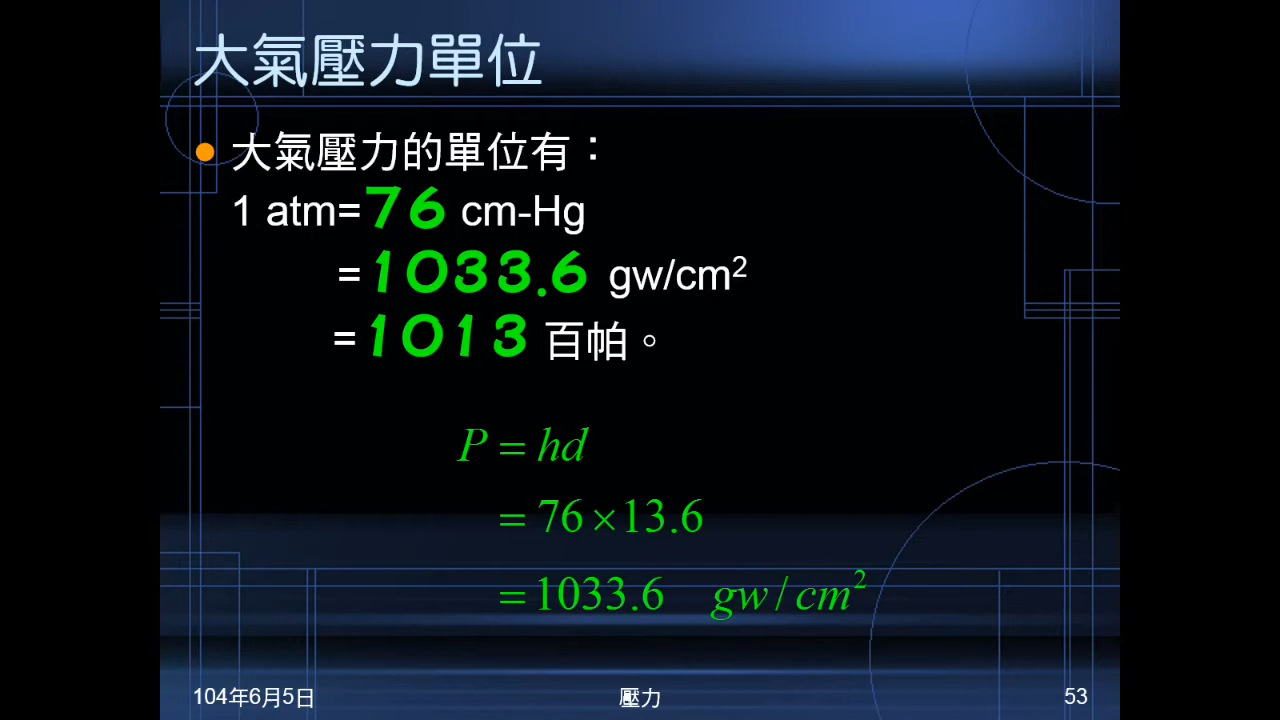 大氣壓力單位
大氣壓力的單位有：
1 atm=76 cm-Hg
=1033.6 gw/cm²
=1013 百帕。
P = hd
= 76×13.6
= 1033.6 gw/cm²
104年6月5日 壓力 53